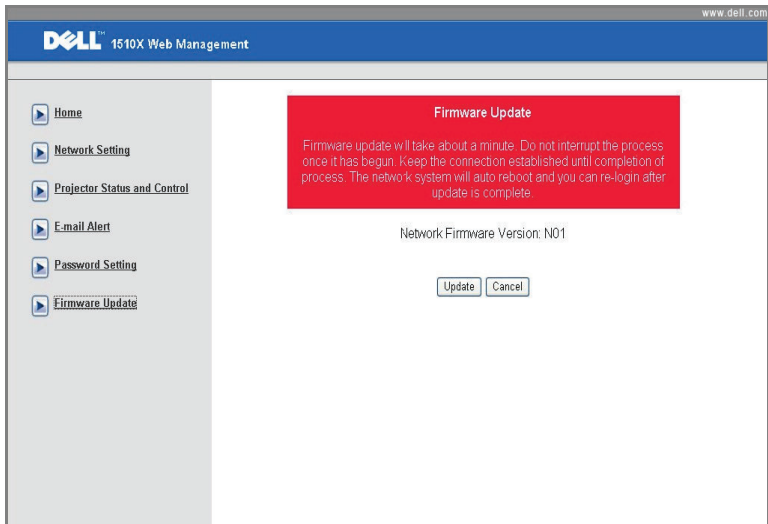 www.dell.com
DELL™ 1510X Web Management
Home
Network Setting
Projector Status and Control
E-mail Alert
Password Setting
Firmware Update
Firmware Update
Firmware update will take about a minute. Do not interrupt the process
once it has begun. Keep the connection established until completion of
process. The network system will auto reboot and you can re-login after
update is complete.
Network Firmware Version: N01
Update Cancel